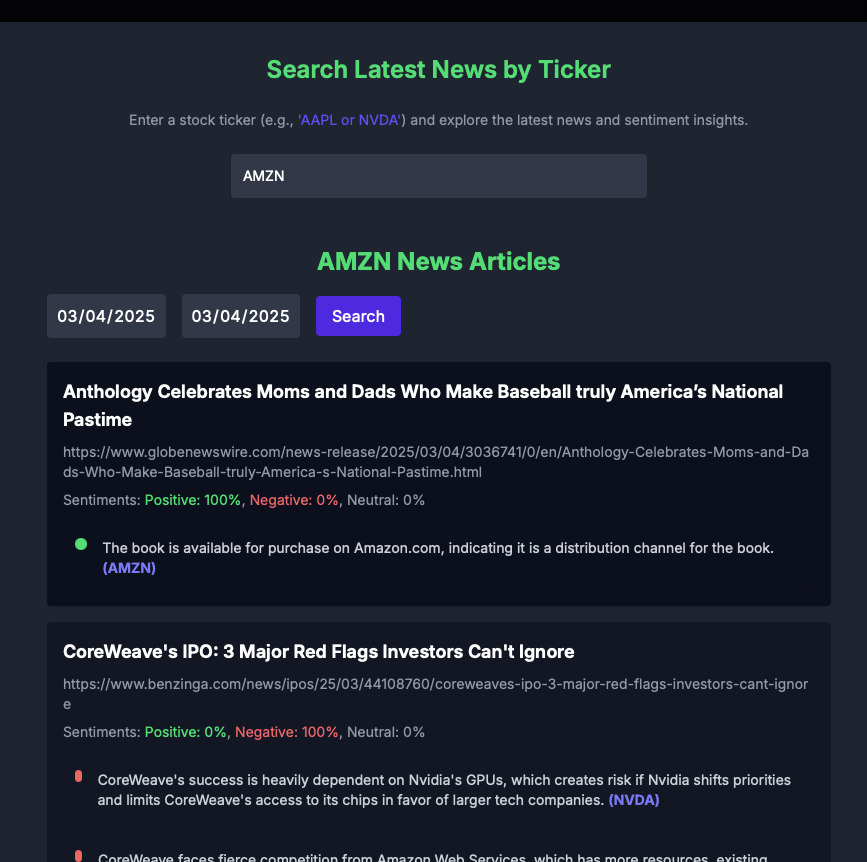 Search Latest News by Ticker
Enter a stock ticker (e.g., 'AAPL or NVDA') and explore the latest news and sentiment insights.
AMZN
AMZN News Articles
03/04/2025 03/04/2025 Search
Anthology Celebrates Moms and Dads Who Make Baseball truly America’s National
Pastime
https://www.globenewswire.com/news-release/2025/03/04/3036741/0/en/Anthology-Celebrates-Moms-and-Da
ds-Who-Make-Baseball-truly-America-s-National-Pastime.html
Sentiments: Positive: 100%, Negative: 0%, Neutral: 0%
The book is available for purchase on Amazon.com, indicating it is a distribution channel for the book.
(AMZN)
CoreWeave's IPO: 3 Major Red Flags Investors Can't Ignore
https://www.benzinga.com/news/ipos/25/03/44108760/coreweaves-ipo-3-major-red-flags-investors-cant-ignor
e
Sentiments: Positive: 0%, Negative: 100%, Neutral: 0%
CoreWeave's success is heavily dependent on Nvidia's GPUs, which creates risk if Nvidia shifts priorities
and limits CoreWeave's access to its chips in favor of larger tech companies. (NVDA)
CoreWeave faces fierce competition from Amazon Web Services, which has more resources, existing